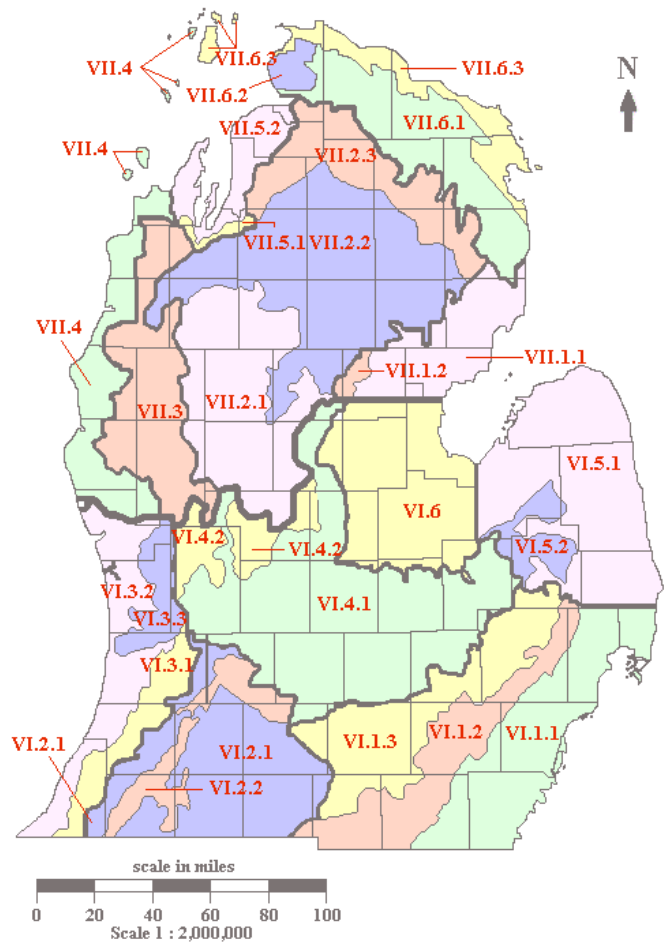 VII.6.3
VII.4
VII.6.3
VII.6.2
N
VII.5.2
VII.6.1
VII.4
VII.2.3
VII.5.1
VII.2.2
VII.4
VII.1.2
VII.1.1
VII.3
VII.2.1
VI.5.1
VI.6
VI.4.2
VI.4.2
VI.5.2
VI.3.2
VI.4.1
VI.3.3
VI.3.1
VI.2.1
VI.2.1
VI.1.3
VI.1.2
VI.1.1
VI.2.2
scale in miles
0 20 40 60 80 100
Scale 1 : 2,000,000